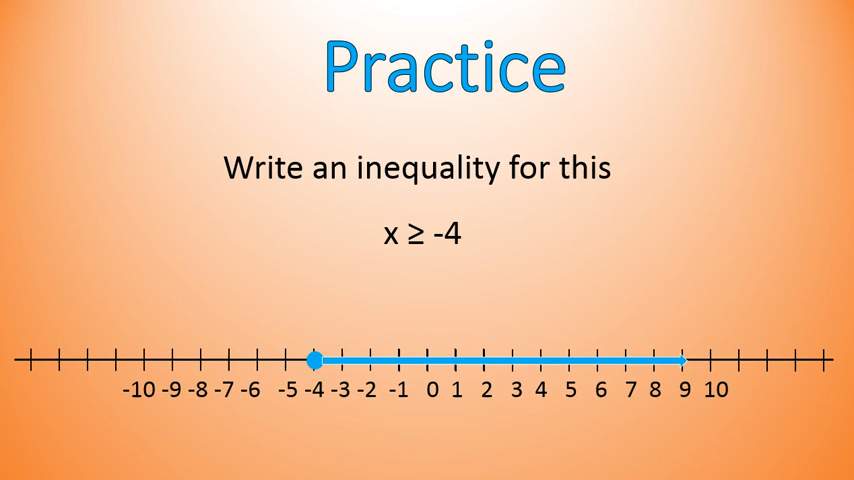 Practice
Write an inequality for this
x ≥ -4
-10 -9 -8 -7 -6 -5 -4 -3 -2 -1 0 1 2 3 4 5 6 7 8 9 10